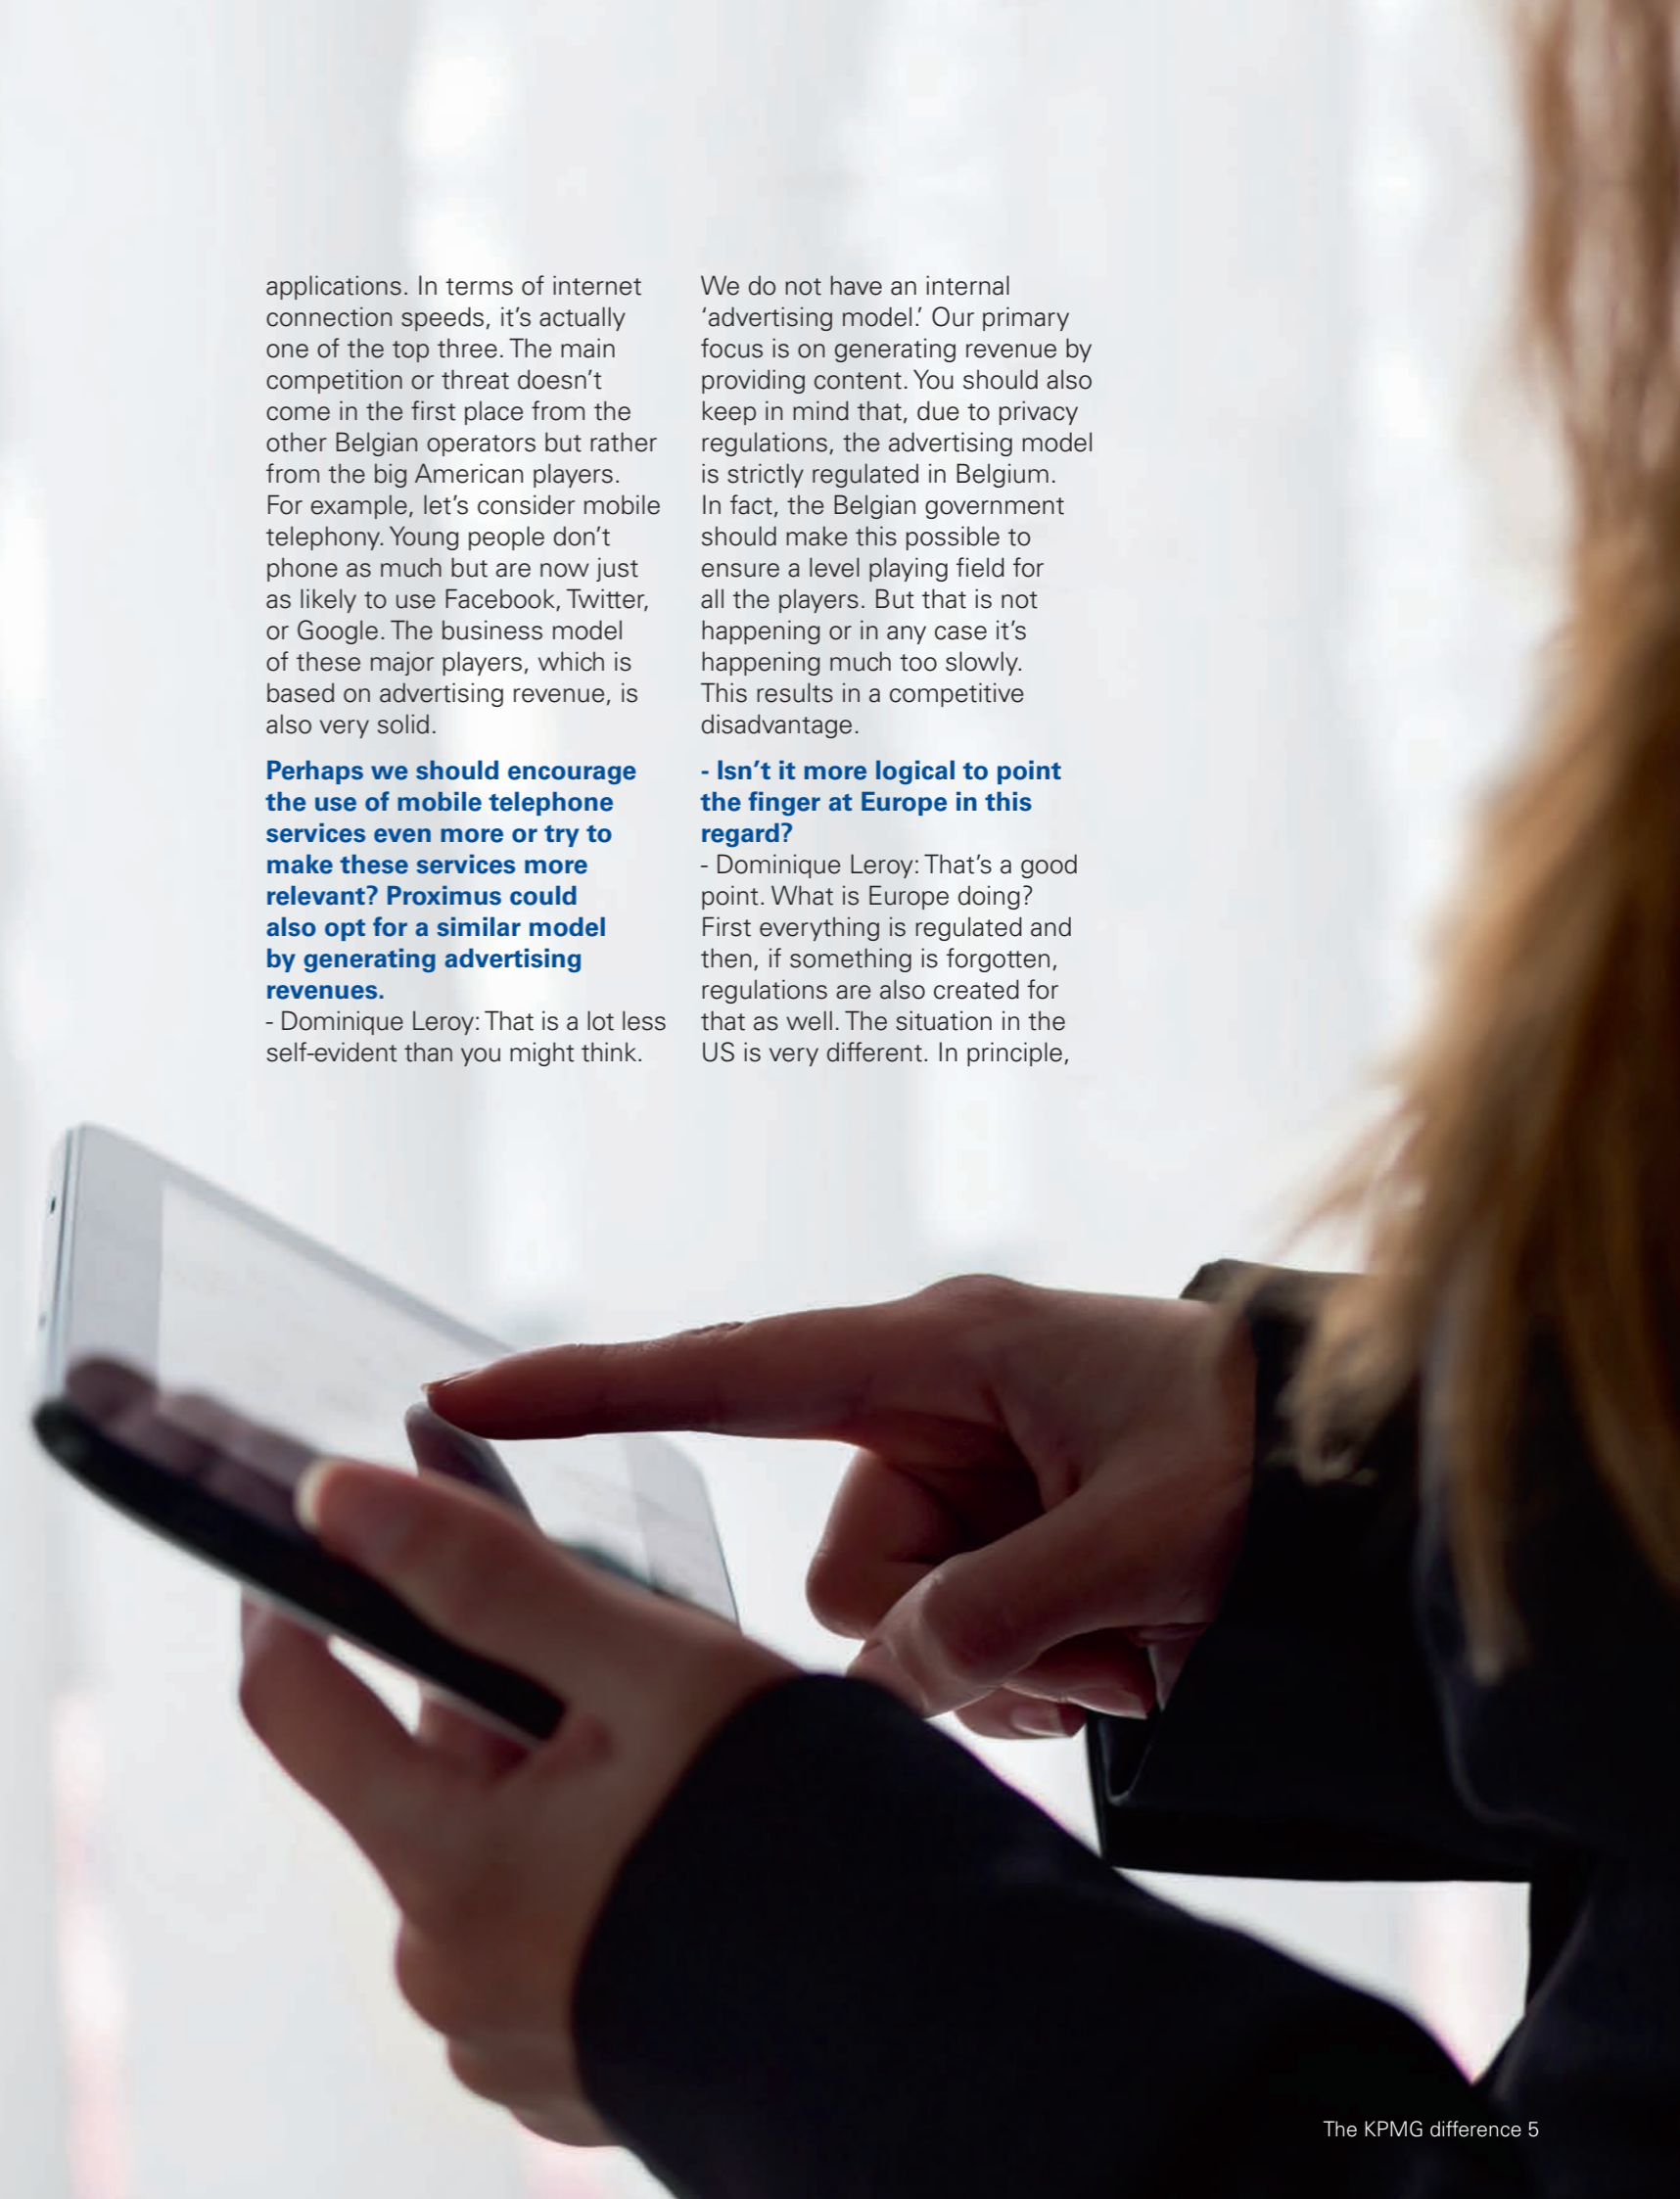 applications. In terms of internet
connection speeds, it's actually
one of the top three. The main
competition or threat doesn't
come in the first place from the
other Belgian operators but rather
from the big American players.
For example, let's consider mobile
telephony. Young people don't
phone as much but are now just
as likely to use Facebook, Twitter,
or Google. The business model
of these major players, which is
based on advertising revenue, is
also very solid.
Perhaps we should encourage
the use of mobile telephone
services even more or try to
make these services more
relevant? Proximus could
also opt for a similar model
by generating advertising
revenues.
- Dominique Leroy: That is a lot less
self-evident than you might think.
We do not have an internal
‘advertising model.’ Our primary
focus is on generating revenue by
providing content. You should also
keep in mind that, due to privacy
regulations, the advertising model
is strictly regulated in Belgium.
In fact, the Belgian government
should make this possible to
ensure a level playing field for
all the players. But that is not
happening or in any case it’s
happening much too slowly.
This results in a competitive
disadvantage.
- Isn’t it more logical to point
the finger at Europe in this
regard?
- Dominique Leroy: That’s a good
point. What is Europe doing?
First everything is regulated and
then, if something is forgotten,
regulations are also created for
that as well. The situation in the
US is very different. In principle,
The KPMG difference 5